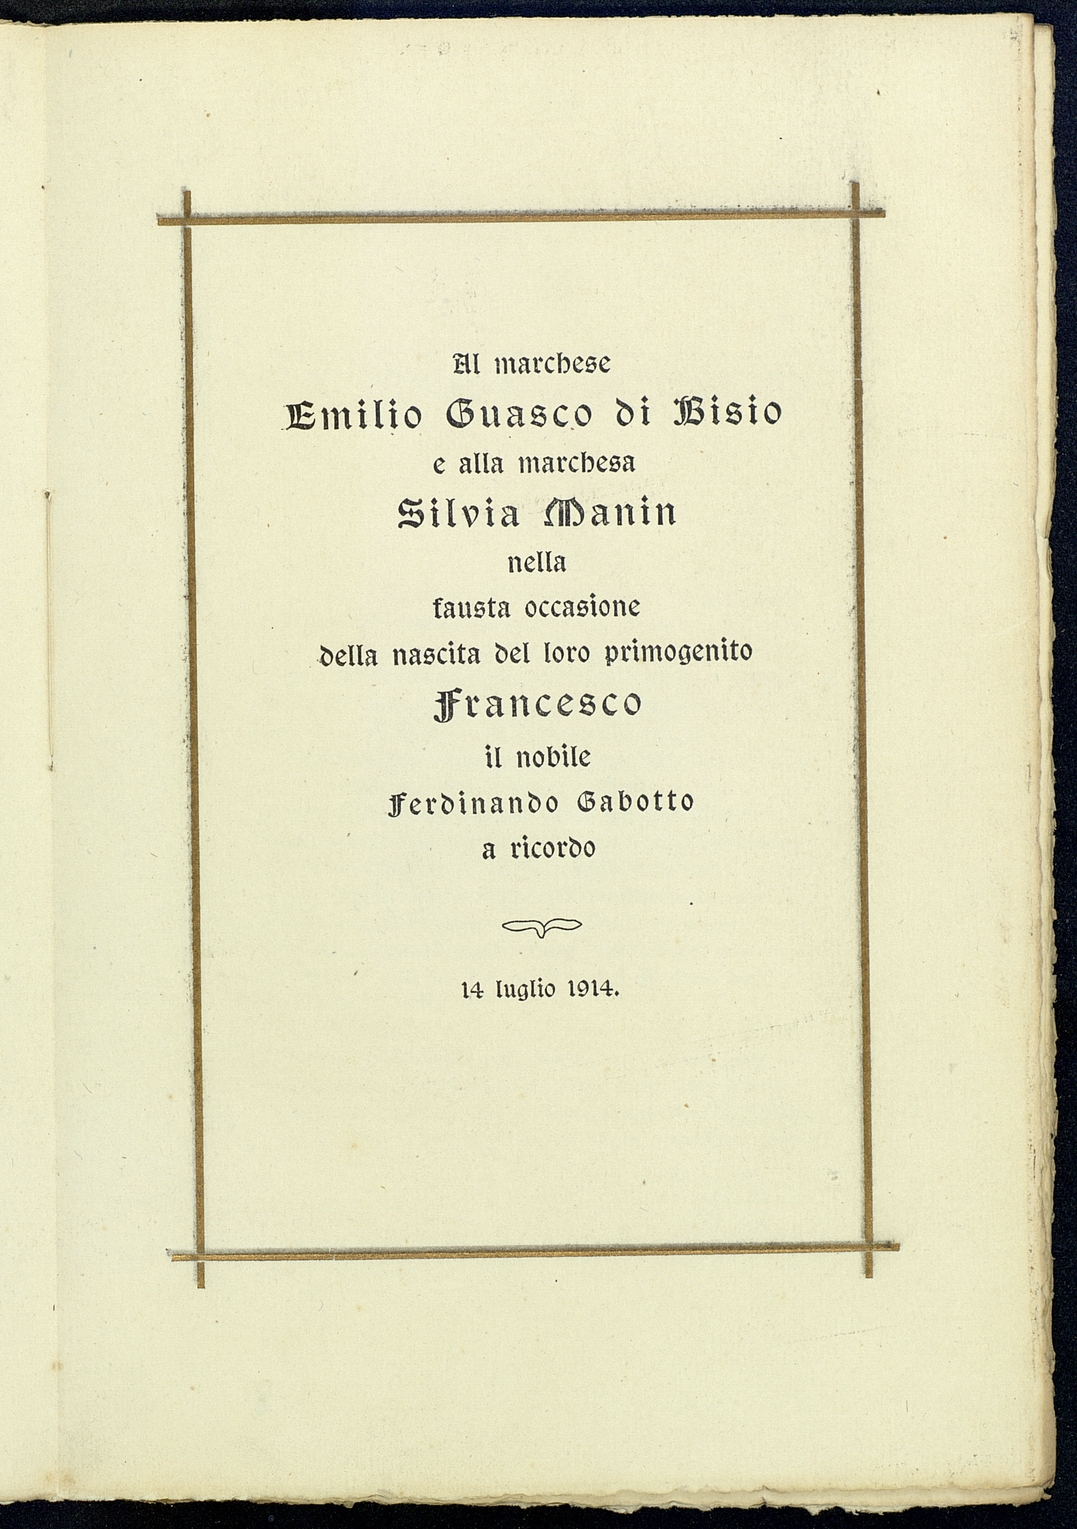 Al marchese
Emilio Guasco di Bisio
e alla marchesa
Silvia Manin
nella
fausta occasione
della nascita del loro primogenito
Francesco
il nobile
Ferdinando Gabotto
a ricordo
14 luglio 1914.